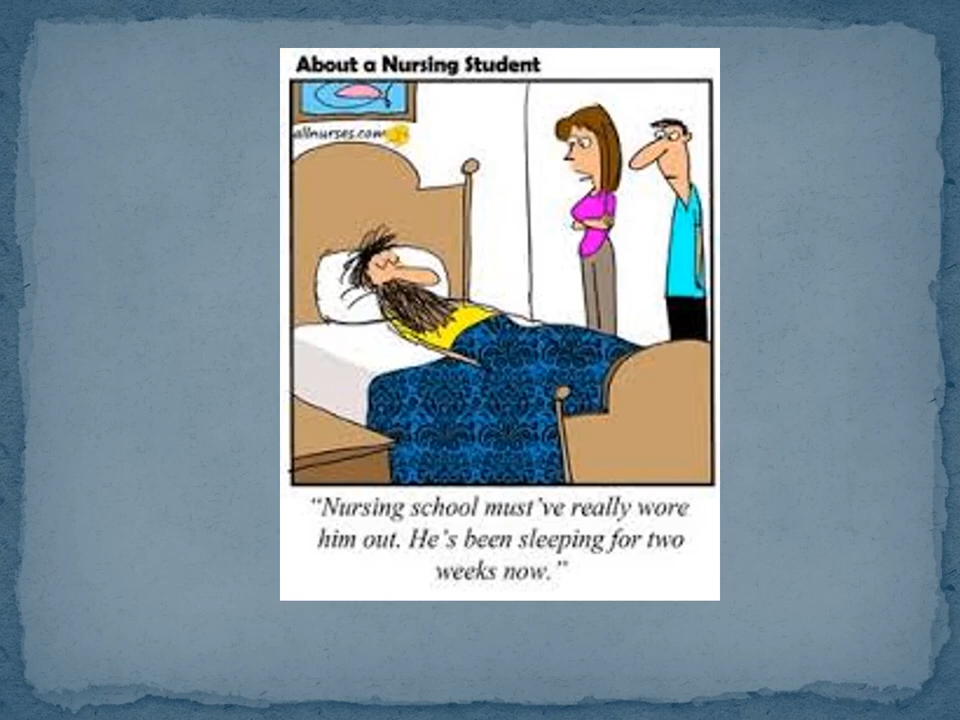 About a Nursing Student
allnurses.com
“Nursing school must’ve really wore
him out. He’s been sleeping for two
weeks now.”